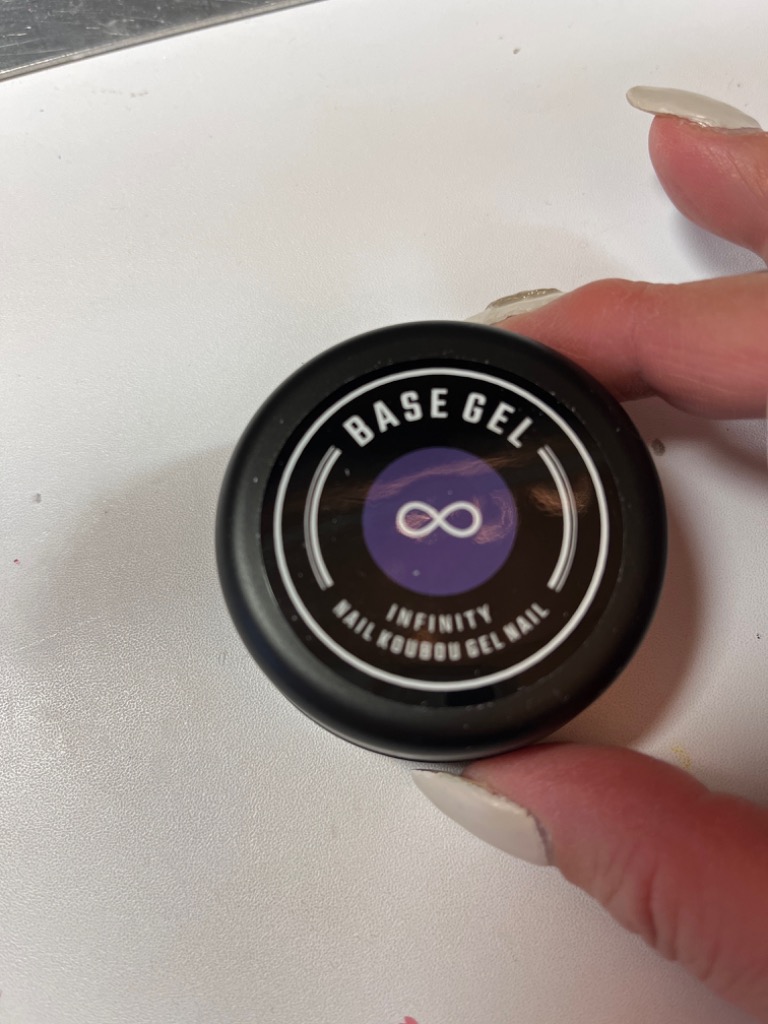 BASE GEL
∞
INFINITY
NAIL KOUBOU GEL NAIL